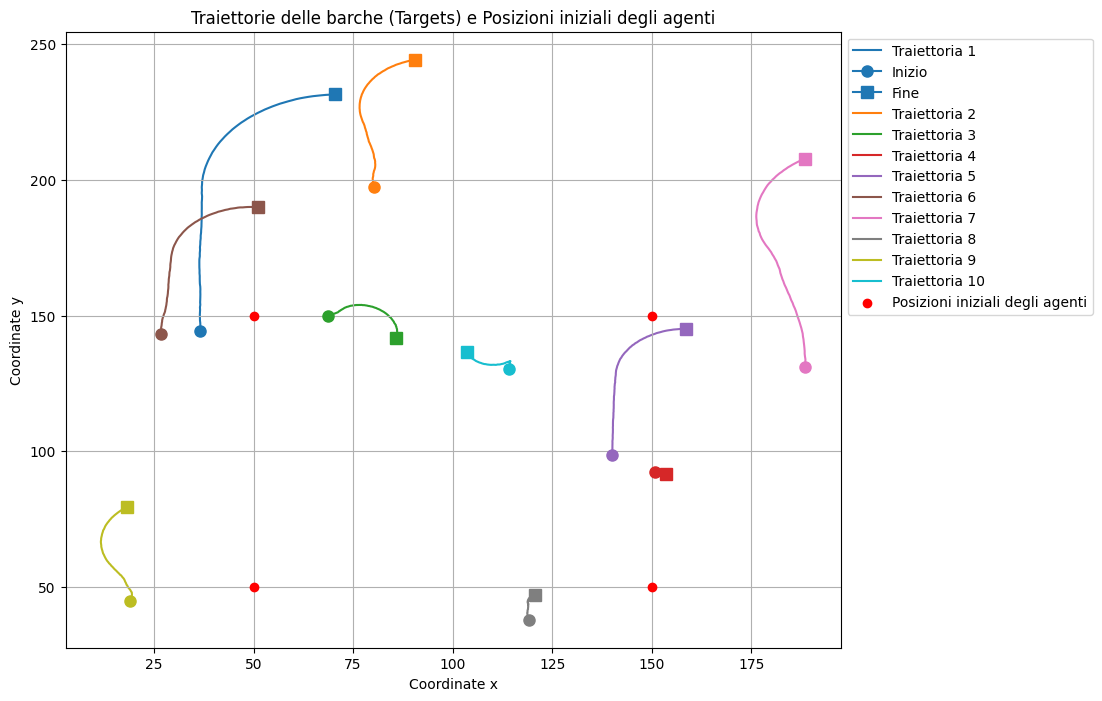 Traiettorie delle barche (Targets) e Posizioni iniziali degli agenti
250
200
150
100
50
Coordinate y
25
50
75
100
125
150
175
Coordinate x
Traiettoria 1
Inizio
Fine
Traiettoria 2
Traiettoria 3
Traiettoria 4
Traiettoria 5
Traiettoria 6
Traiettoria 7
Traiettoria 8
Traiettoria 9
Traiettoria 10
Posizioni iniziali degli agenti